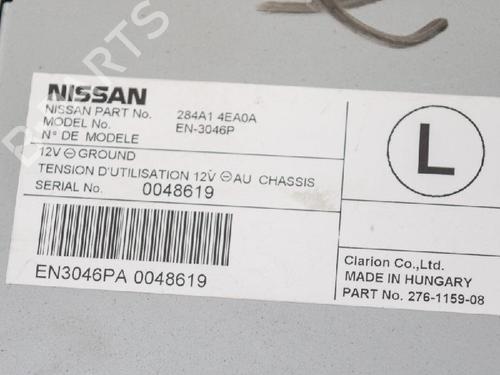 NISSAN
NISSAN PART No. 284A1 4EA0A
MODEL No. EN-3046P
N° DE MODELE
12V ⊖ GROUND
TENSION D'UTILISATION 12V ⊖ AU CHASSIS
SERIAL No. 0048619
EN3046PA 0048619
L
Clarion Co.,Ltd.
MADE IN HUNGARY
PART No. 276-1159-08
B-PARTS